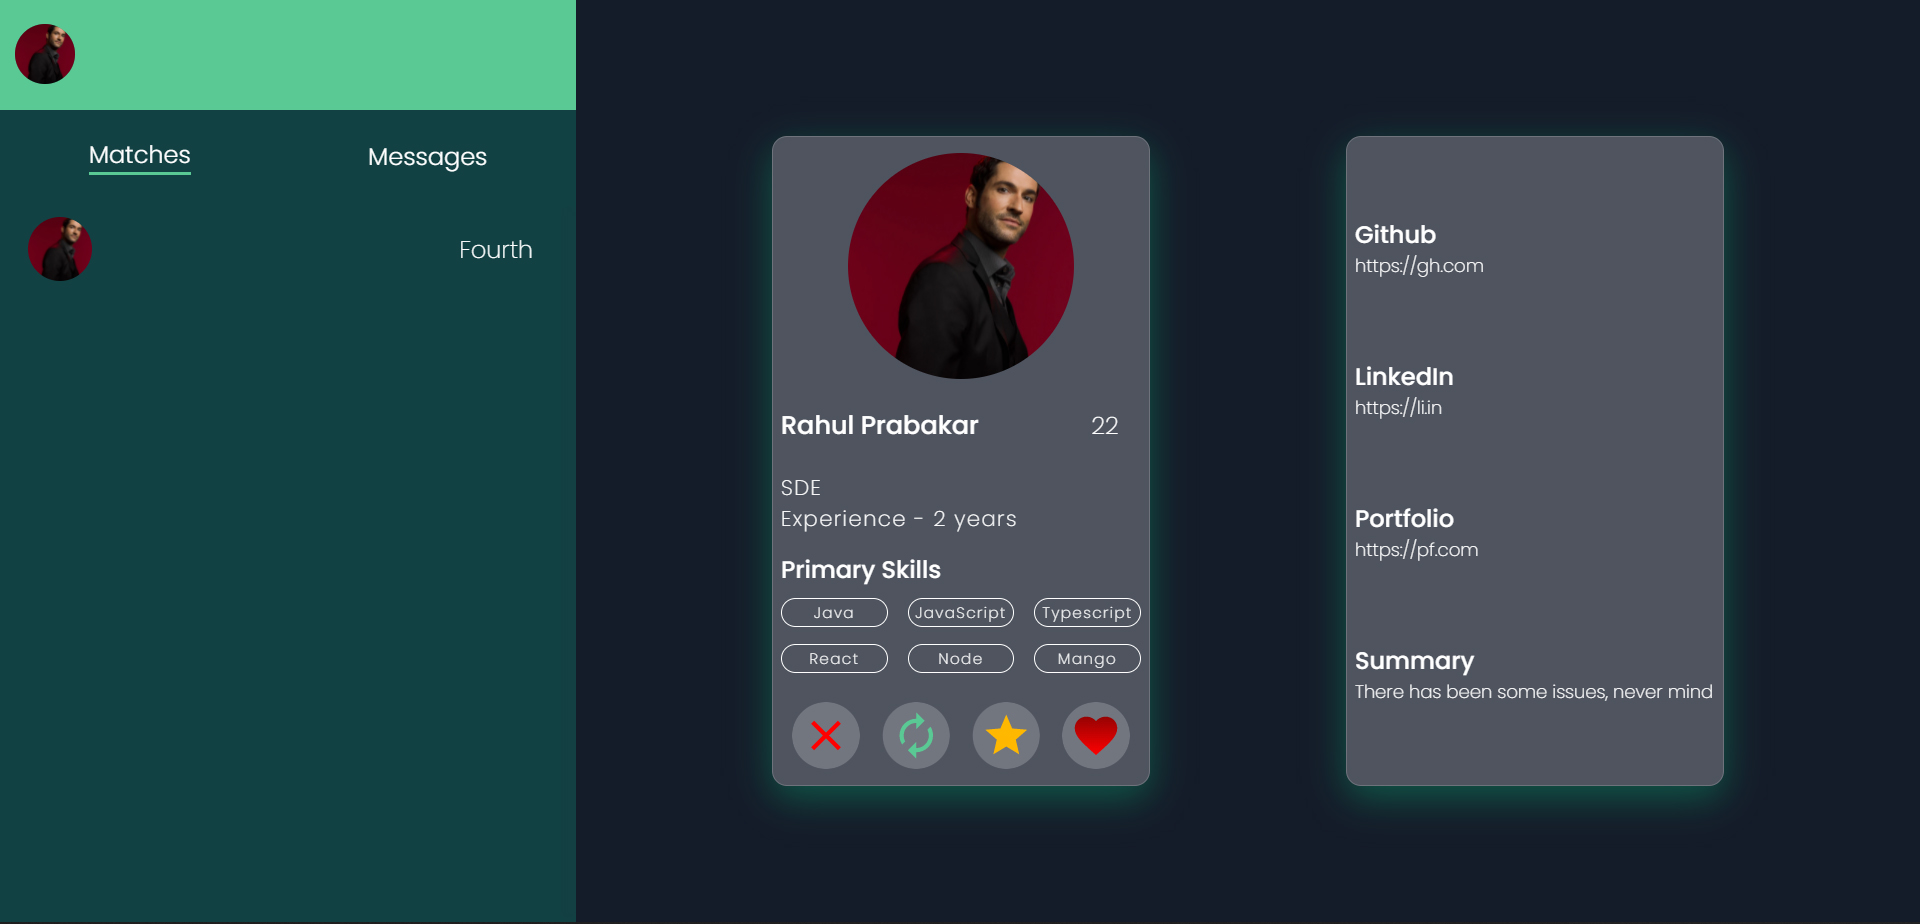 Matches
Messages
Fourth
Rahul Prabakar
22
SDE
Experience - 2 years
Primary Skills
Java
JavaScript
Typescript
React
Node
Mango
Github
https://gh.com
LinkedIn
https://li.in
Portfolio
https://pf.com
Summary
There has been some issues, never mind